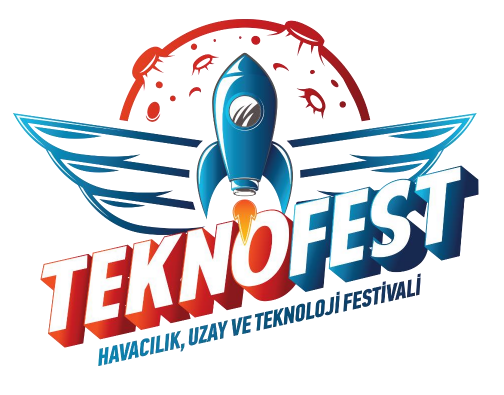 TEKNOFEST
HAVACILIK, UZAY VE TEKNOLOJİ FESTİVALİ